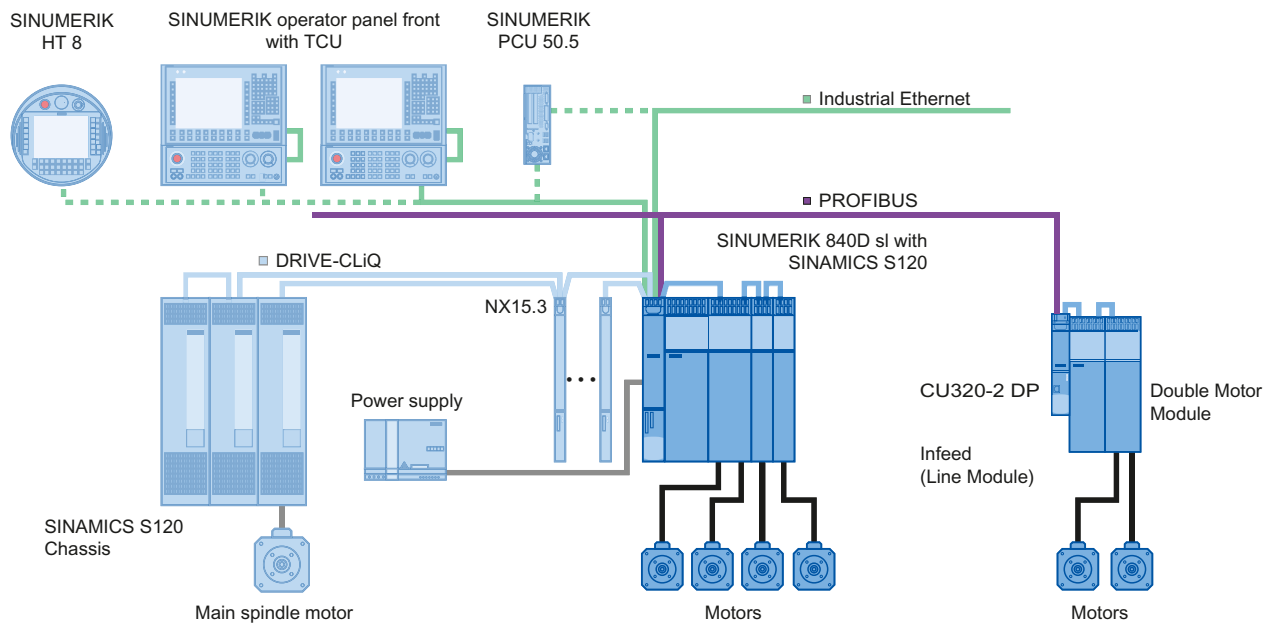 SINUMERIK
HT 8
SINUMERIK operator panel front
with TCU
SINUMERIK
PCU 50.5
Industrial Ethernet
PROFIBUS
SINUMERIK 840D sl with
SINAMICS S120
DRIVE-CLiQ
NX15.3
Power supply
CU320-2 DP
Double Motor
Module
Infeed
(Line Module)
SINAMICS S120
Chassis
Main spindle motor
Motors
Motors